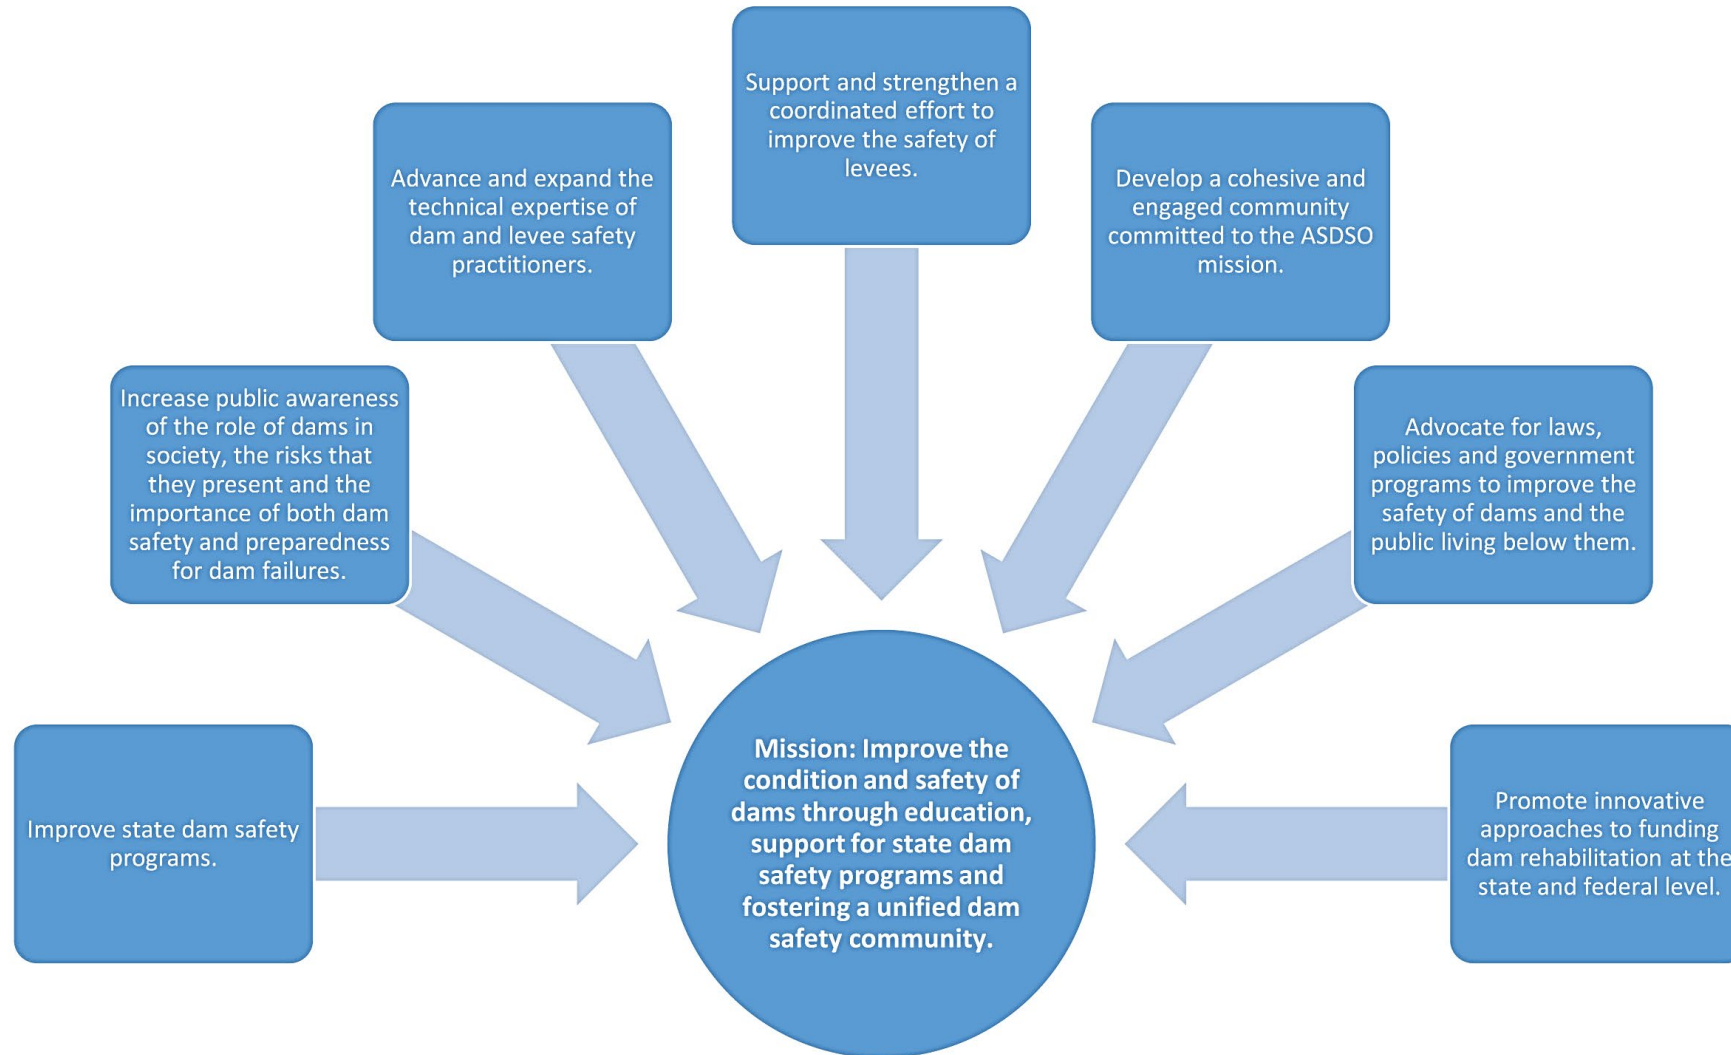 Support and strengthen a
coordinated effort to
improve the safety of
levees.
Advance and expand the
technical expertise of
dam and levee safety
practitioners.
Develop a cohesive and
engaged community
committed to the ASDSO
mission.
Increase public awareness
of the role of dams in
society, the risks that
they present and the
importance of both dam
safety and preparedness
for dam failures.
Advocate for laws,
policies and government
programs to improve the
safety of dams and the
public living below them.
Improve state dam safety
programs.
Mission: Improve the
condition and safety of
dams through education,
support for state dam
safety programs and
fostering a unified dam
safety community.
Promote innovative
approaches to funding
dam rehabilitation at the
state and federal level.